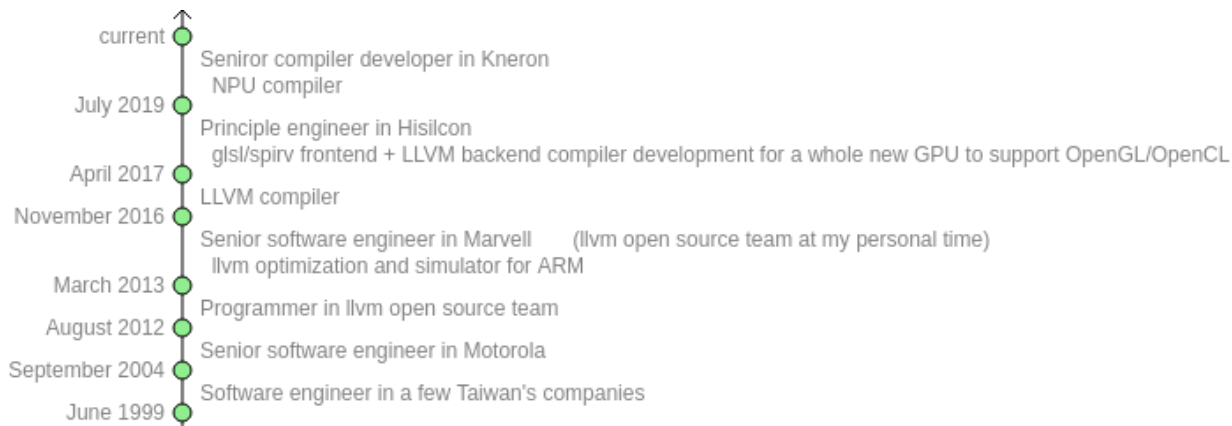 current
Seniror compiler developer in Kneron
NPU compiler
July 2019
Principle engineer in Hisilcon
glsl/spirv frontend + LLVM backend compiler development for a whole new GPU to support OpenGL/OpenCL
April 2017
LLVM compiler
November 2016
Senior software engineer in Marvell (llvm open source team at my personal time)
llvm optimization and simulator for ARM
March 2013
Programmer in llvm open source team
August 2012
Senior software engineer in Motorola
September 2004
Software engineer in a few Taiwan's companies
June 1999